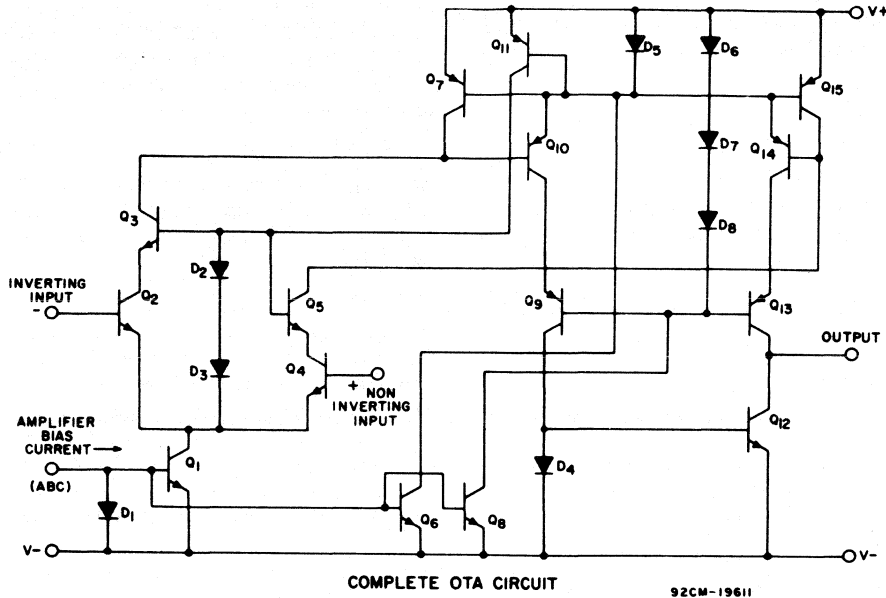 V+
Q11
D5
D6
Q7
Q15
Q10
D7
Q14
Q3
D8
D2
INVERTING
INPUT
-
Q2
Q5
Q9
Q13
OUTPUT
D3
Q4
+
NON
INVERTING
INPUT
AMPLIFIER
BIAS
CURRENT →
(ABC)
Q1
Q12
D4
D1
Q6
Q8
V-
V-
COMPLETE OTA CIRCUIT
92CM-19611